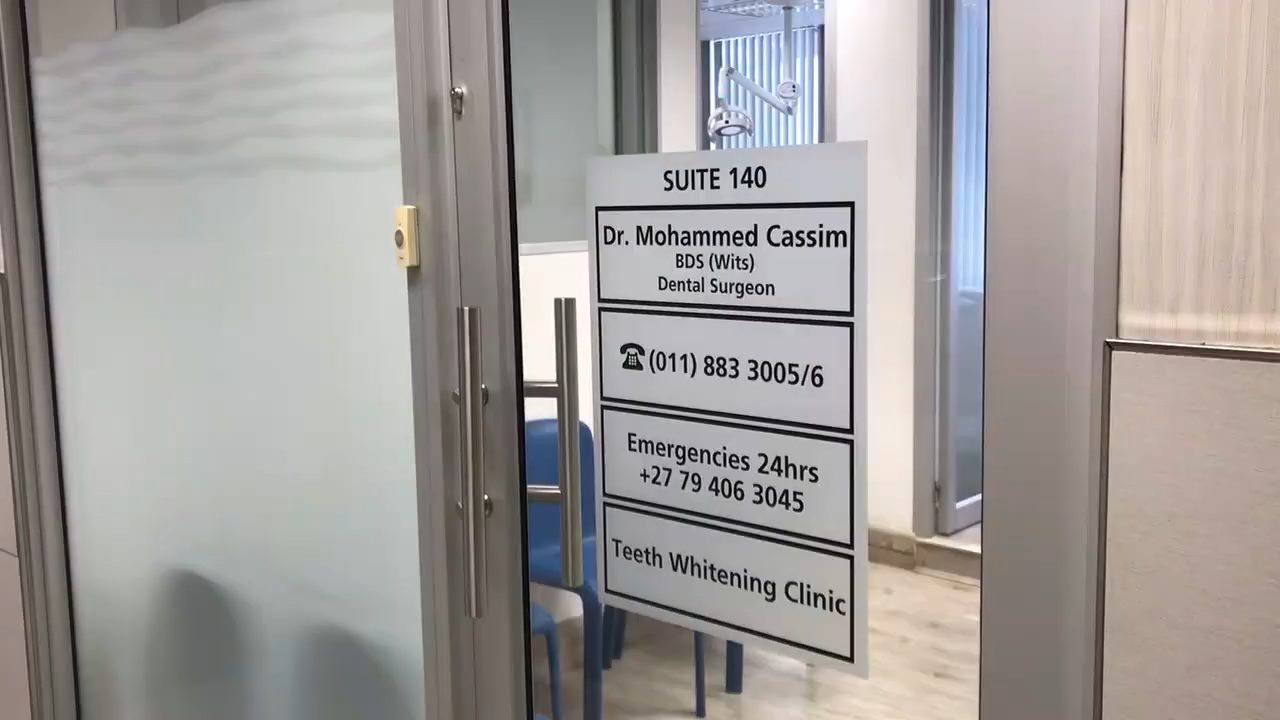 SUITE 140
Dr. Mohammed Cassim
BDS (Wits)
Dental Surgeon
(011) 883 3005/6
Emergencies 24hrs
+27 79 406 3045
Teeth Whitening Clinic